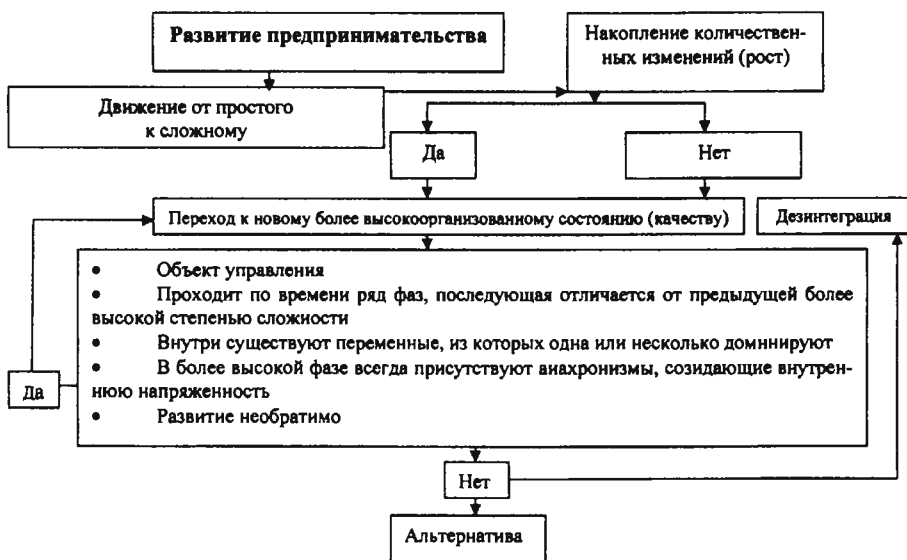 Развитие предпринимательства
Накопление количествен-
ных изменений (рост)
Движение от простого
к сложному
Да
Нет
Переход к новому более высокоорганизованному состоянию (качеству)
Дезинтеграция
• Объект управления
• Проходит по времени ряд фаз, последующая отличается от предыдущей более
высокой степенью сложности
• Внутри существуют переменные, из которых одна или несколько доминируют
• В более высокой фазе всегда присутствуют анахронизмы, созидающие внутрен-
нюю напряженность
• Развитие необратимо
Да
Нет
Альтернатива